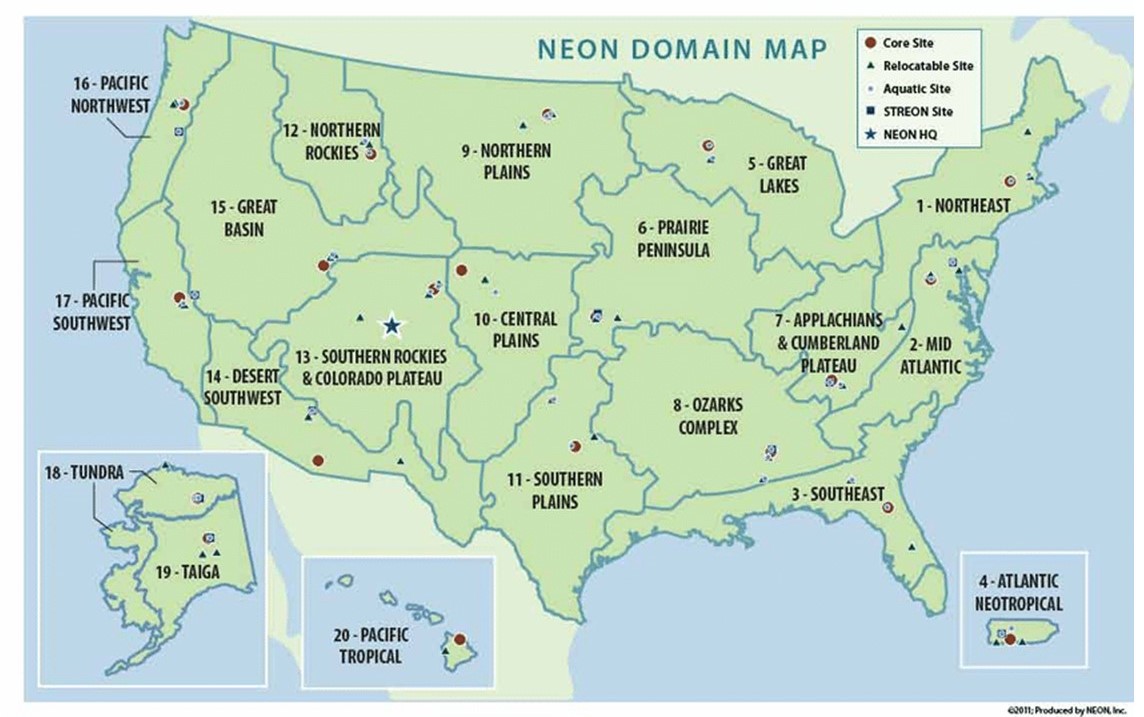 NEON DOMAIN MAP
Core Site
Relocatable Site
Aquatic Site
STREON Site
NEON HQ
16 - PACIFIC
NORTHWEST
12 - NORTHERN
ROCKIES
9 - NORTHERN
PLAINS
5 - GREAT
LAKES
1 - NORTHEAST
15 - GREAT
BASIN
6 - PRAIRIE
PENINSULA
17 - PACIFIC
SOUTHWEST
10 - CENTRAL
PLAINS
7 - APPLACHIANS
& CUMBERLAND
PLATEAU
2- MID
ATLANTIC
13 - SOUTHERN ROCKIES
& COLORADO PLATEAU
14 - DESERT
SOUTHWEST
8 - OZARKS
COMPLEX
11 - SOUTHERN
PLAINS
3 - SOUTHEAST
18 - TUNDRA
19 - TAIGA
20 - PACIFIC
TROPICAL
4 - ATLANTIC
NEOTROPICAL
©2011; Produced by NEON, Inc.